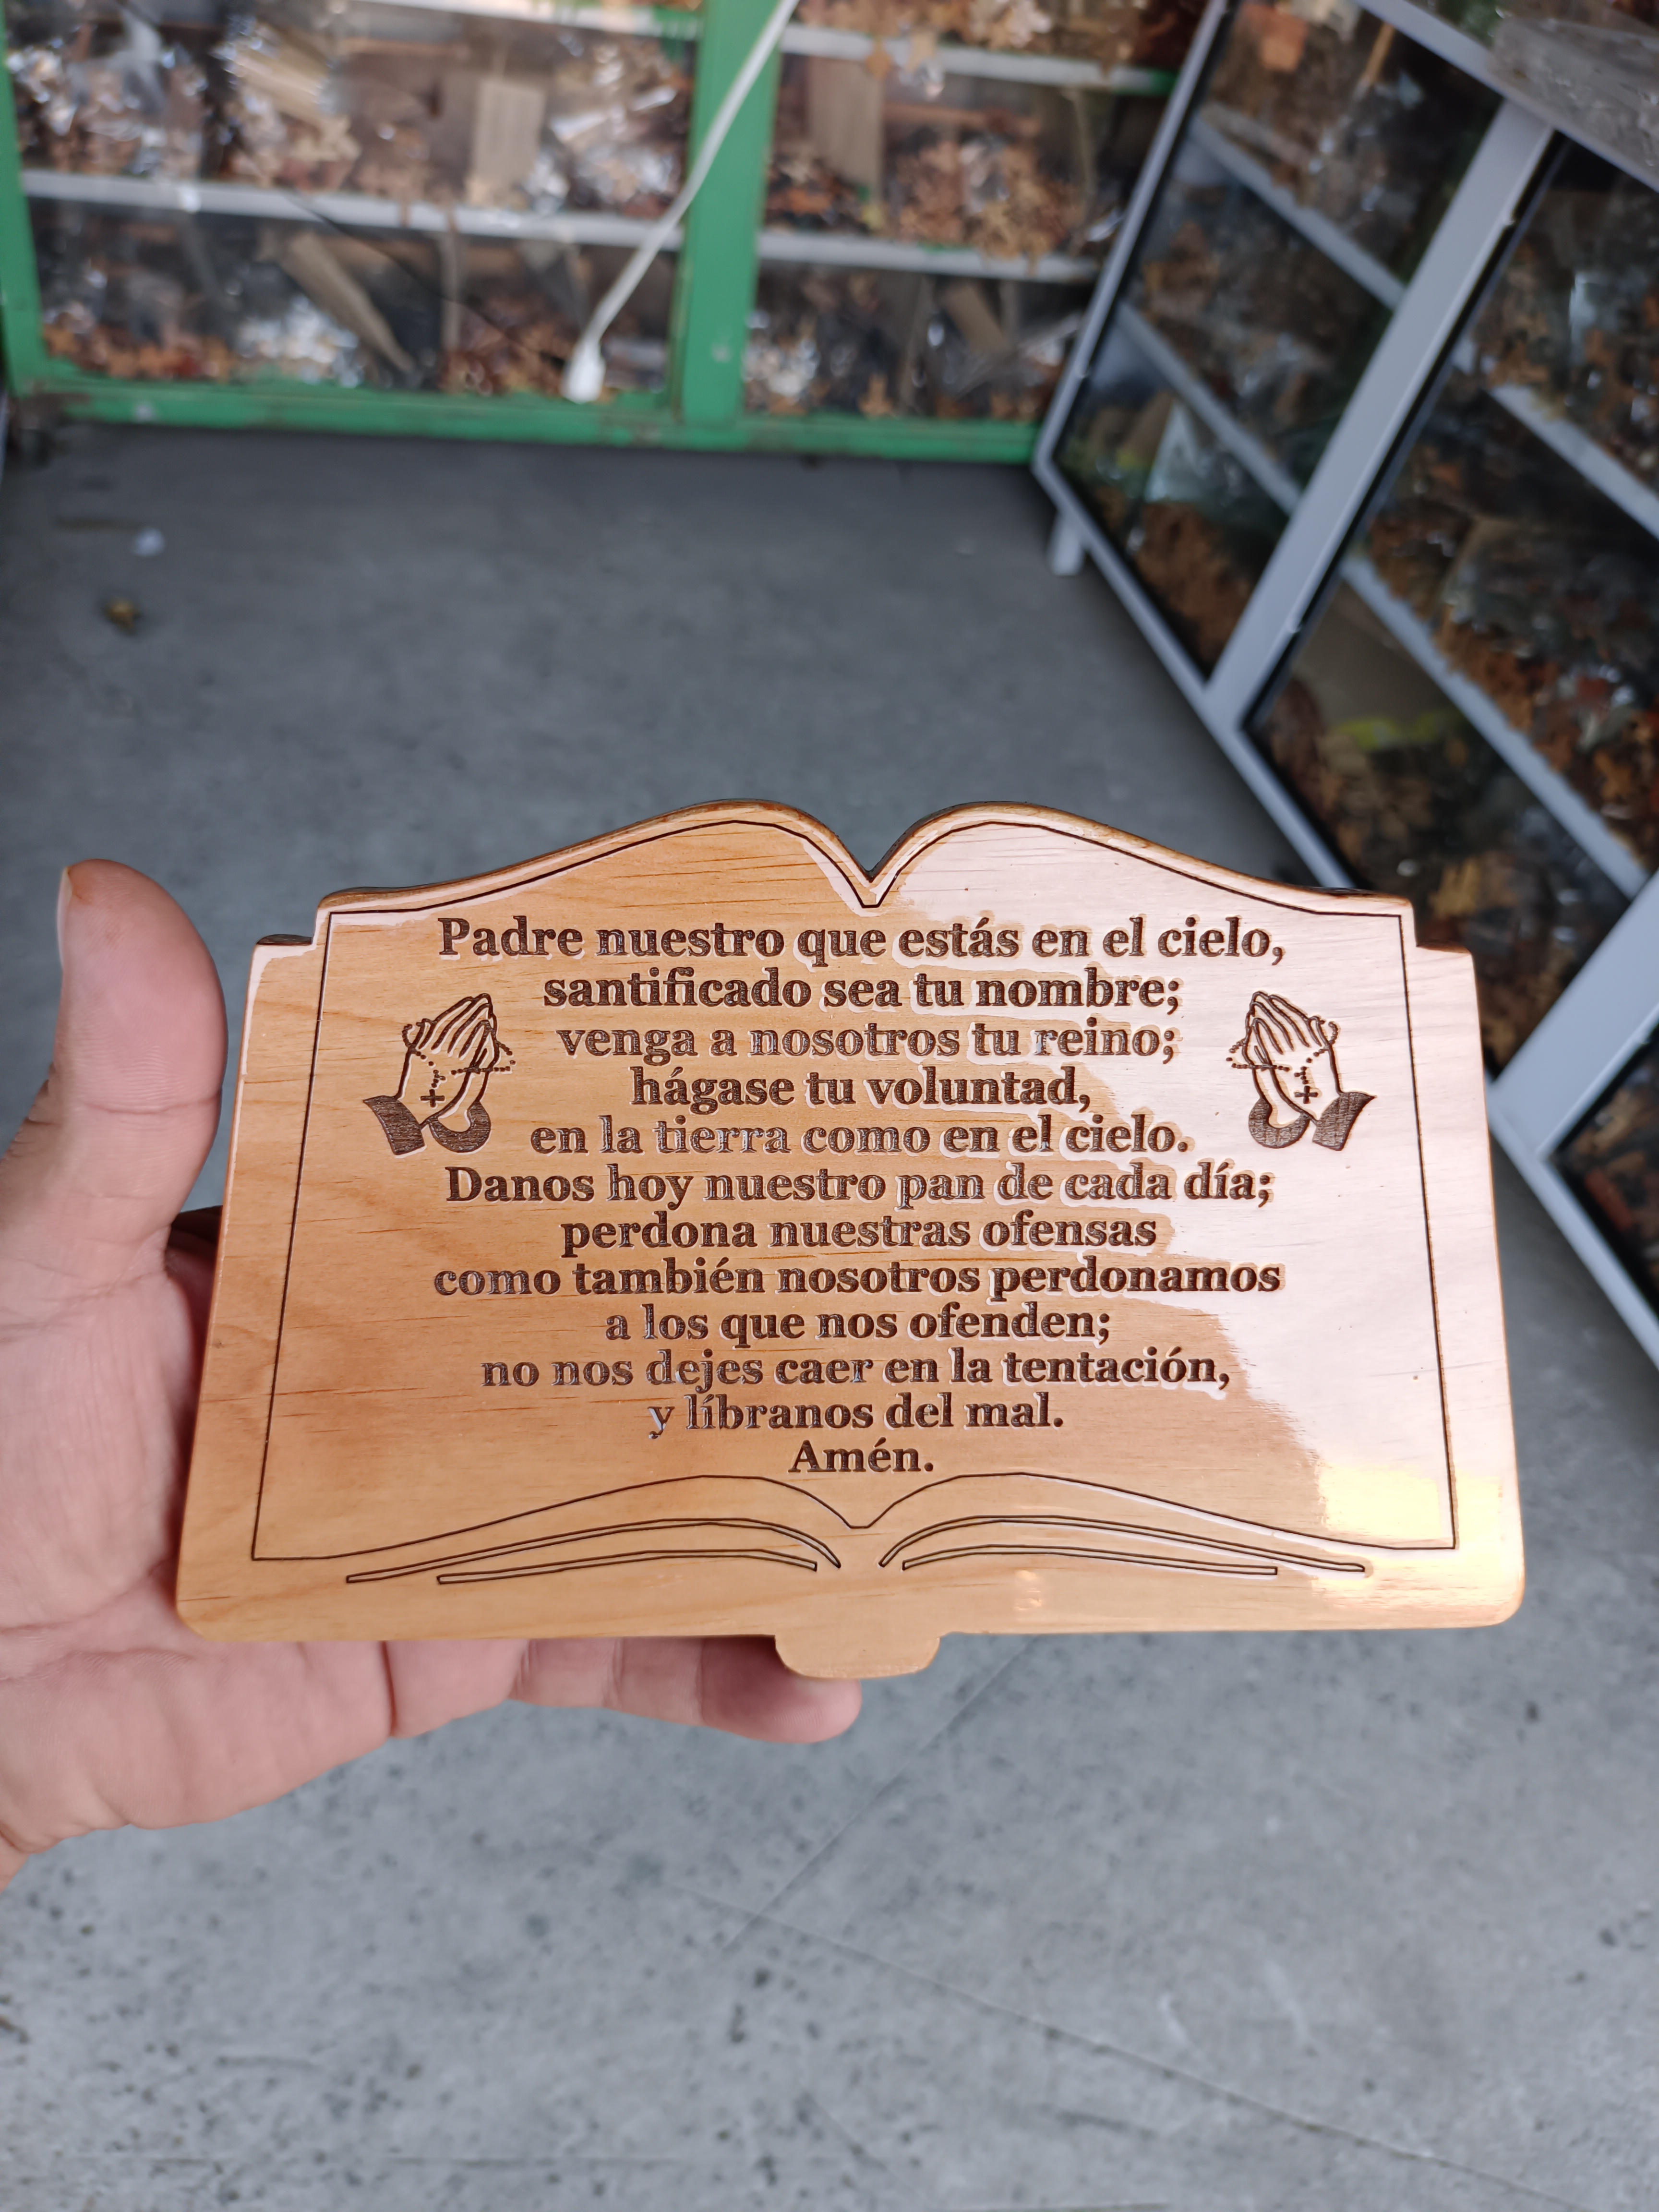 Padre nuestro que estás en el cielo,
santificado sea tu nombre;
venga a nosotros tu reino;
hágase tu voluntad,
en la tierra como en el cielo.
Danos hoy nuestro pan de cada día;
perdona nuestras ofensas
como también nosotros perdonamos
a los que nos ofenden;
no nos dejes caer en la tentación,
y líbranos del mal.
Amén.